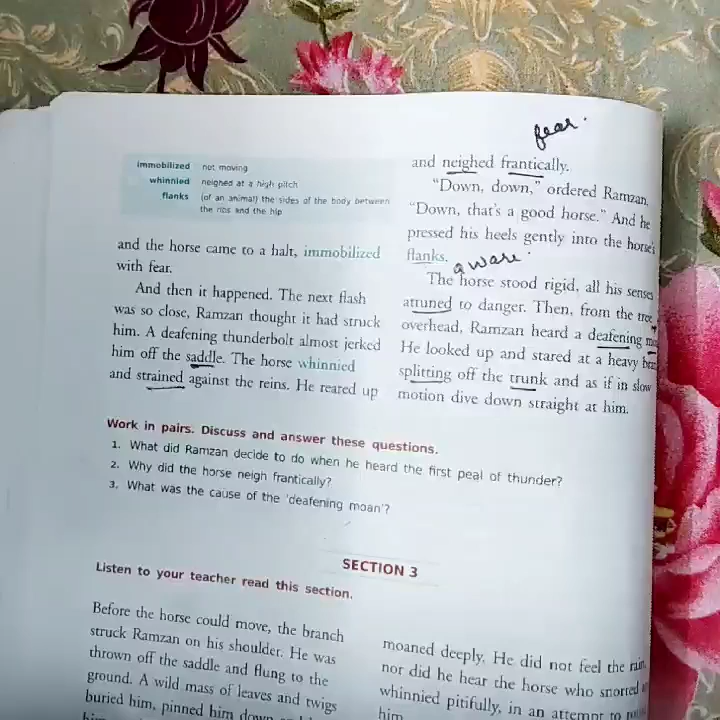 fear.
immobilized not moving
whinnied neighed at a high pitch
flanks (of an animal) the sides of the body between
the ribs and the hip
and the horse came to a halt, immobilized
with fear.
And then it happened. The next flash
was so close, Ramzan thought it had struck
him. A deafening thunderbolt almost jerked
him off the saddle. The horse whinnied
and strained against the reins. He reared up
and neighed frantically.
"Down, down," ordered Ramzan,
"Down, that's a good horse." And he
pressed his heels gently into the horse's
flanks.
aware.
The horse stood rigid, all his senses
attuned to danger. Then, from the tree
overhead, Ramzan heard a deafening
He looked up and stared at a heavy
splitting off the trunk and as if in slow
motion dive down straight at him.
Work in pairs. Discuss and answer these questions.
1. What did Ramzan decide to do when he heard the first peal of thunder?
2. Why did the horse neigh frantically?
3. What was the cause of the 'deafening moan'?
SECTION 3
Listen to your teacher read this section.
Before the horse could move, the branch
struck Ramzan on his shoulder. He was
thrown off the saddle and flung to the
ground. A wild mass of leaves and twigs
buried him, pinned him down
moaned deeply. He did not feel the rain,
nor did he hear the horse who snorted
whinnied pitifully, in an attempt to
him